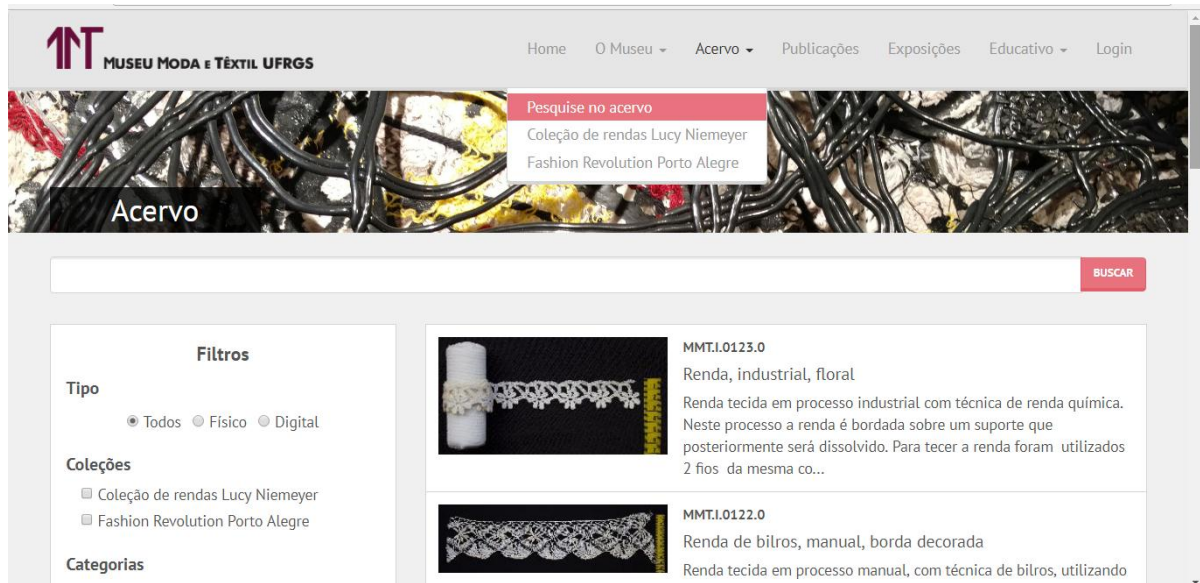 MUSEU MODA E TÊXTIL UFRGS
Home O Museu Acervo Publicações Exposições Educativo Login
Pesquise no acervo
Coleção de rendas Lucy Niemeyer
Fashion Revolution Porto Alegre
Acervo
BUSCAR
Filtros
Tipo
Todos Físico Digital
Coleções
Coleção de rendas Lucy Niemeyer
Fashion Revolution Porto Alegre
Categorias
MMT.I.0123.0
Renda, industrial, floral
Renda tecida em processo industrial com técnica de renda química.
Neste processo a renda é bordada sobre um suporte que
posteriormente será dissolvido. Para tecer a renda foram utilizados
2 fios da mesma co...
MMT.I.0122.0
Renda de bilros, manual, borda decorada
Renda tecida em processo manual, com técnica de bilros, utilizando